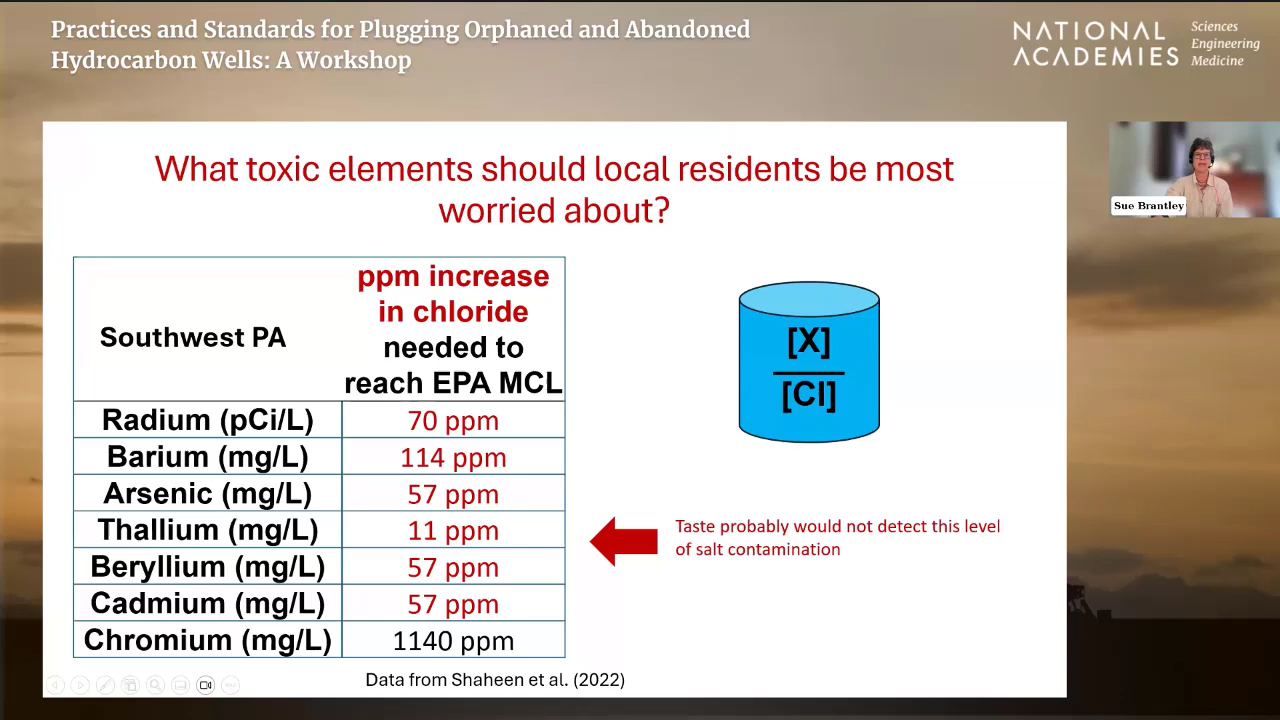 Practices and Standards for Plugging Orphaned and Abandoned
Hydrocarbon Wells: A Workshop
NATIONAL
ACADEMIES
Sciences
Engineering
Medicine
What toxic elements should local residents be most
worried about?
Southwest PA
ppm increase
in chloride
needed to
reach EPA MCL
Radium (pCi/L) 70 ppm
Barium (mg/L) 114 ppm
Arsenic (mg/L) 57 ppm
Thallium (mg/L) 11 ppm
Beryllium (mg/L) 57 ppm
Cadmium (mg/L) 57 ppm
Chromium (mg/L) 1140 ppm
Data from Shaheen et al. (2022)
[X]
[Cl]
Taste probably would not detect this level
of salt contamination
Sue Brantley